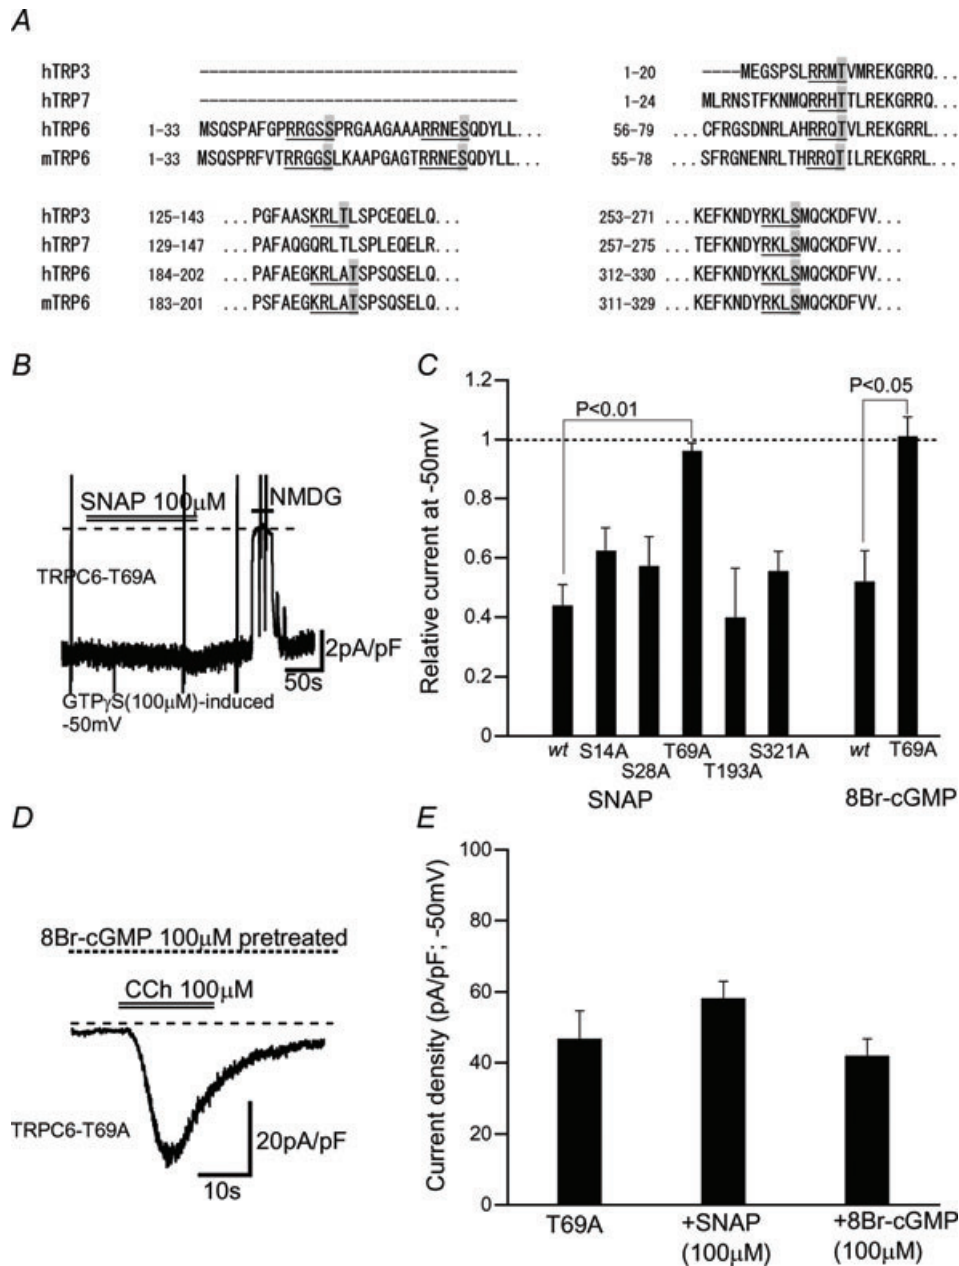 A
hTRP3 -------------------------------- 1-20 ----MEGSPSLRRMTVMREKGRRQ...
hTRP7 -------------------------------- 1-24 MLRNSTFKNMQRRHTTLREKGRRQ...
hTRP6 1-33 MSQSPAFGPRRGSSPRGAAGAAARRNESQDYLL... 56-79 ...CFRGSDNRLAHRRQTVLREKGRRL...
mTRP6 1-33 MSQSPRFVTRRGGSLKAAPGAGTRRNESQDYLL... 55-78 ...SFRGNENRLTHRRQTILREKGRRL...
hTRP3 125-143 ...PGFAASKRLTLSPCEQELQ... 253-271 ...KEFKNDYRKLSMQCKDFVV...
hTRP7 129-147 ...PAFAQGQRLTLSPLEQELR... 257-275 ...TEFKNDYRKLSMQCKDFVV...
hTRP6 184-202 ...PAFAEGKRLATSPSQSELQ... 312-330 ...KEFKNDYKKLSMQCKDFVV...
mTRP6 183-201 ...PSFAEGKRLATSPSQSELQ... 311-329 ...KEFKNDYRKLSMQCKDFVV...
B
SNAP 100µM
NMDG
TRPC6-T69A
2pA/pF
50s
GTPγS(100µM)-induced
-50mV
C
Relative current at -50mV
1.2
1
0.8
0.6
0.4
0.2
0
P<0.01
P<0.05
wt S14A S28A T69A T193A S321A wt T69A
SNAP 8Br-cGMP
D
8Br-cGMP 100µM pretreated
CCh 100µM
TRPC6-T69A
20pA/pF
10s
E
Current density (pA/pF; -50mV)
100
80
60
40
20
0
T69A +SNAP +8Br-cGMP
(100µM) (100µM)